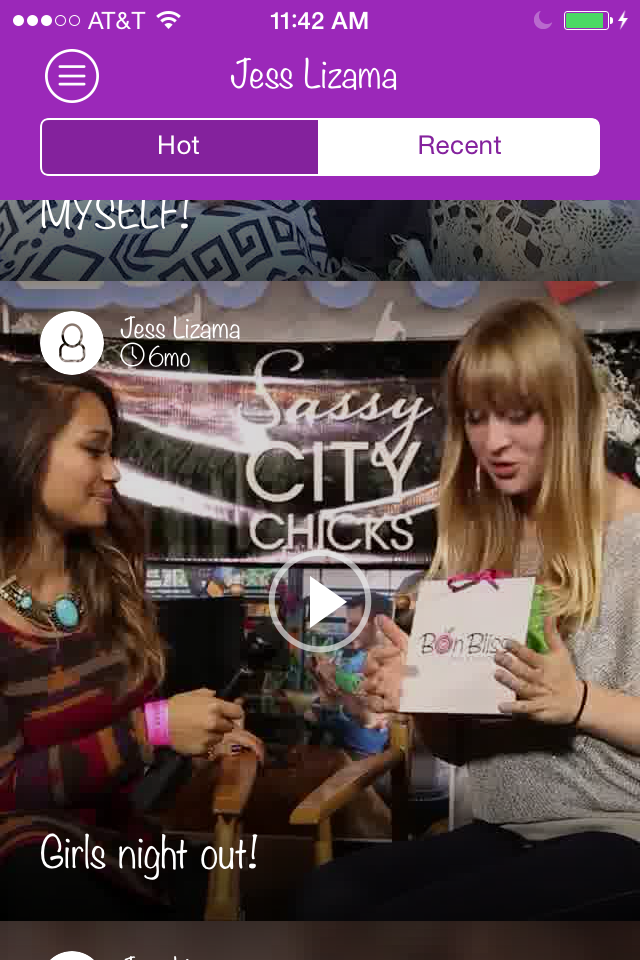 AT&T 11:42 AM
Jess Lizama
Hot Recent
MYSELF!
Jess Lizama
6mo
Sassy
CITY
CHICKS
Bon Bliss
Girls night out!